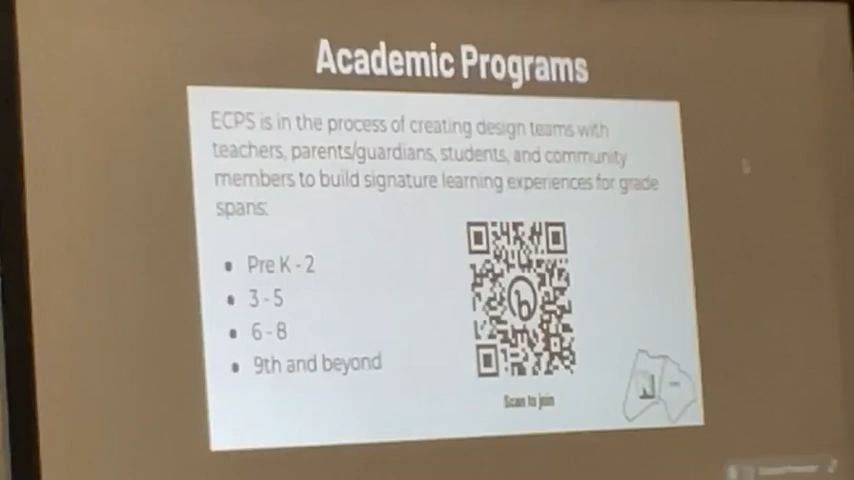 Academic Programs
ECPS is in the process of creating design teams with
teachers, parents/guardians, students, and community
members to build signature learning experiences for grade
spans:
• Pre K - 2
• 3 - 5
• 6 - 8
• 9th and beyond
Scan to join